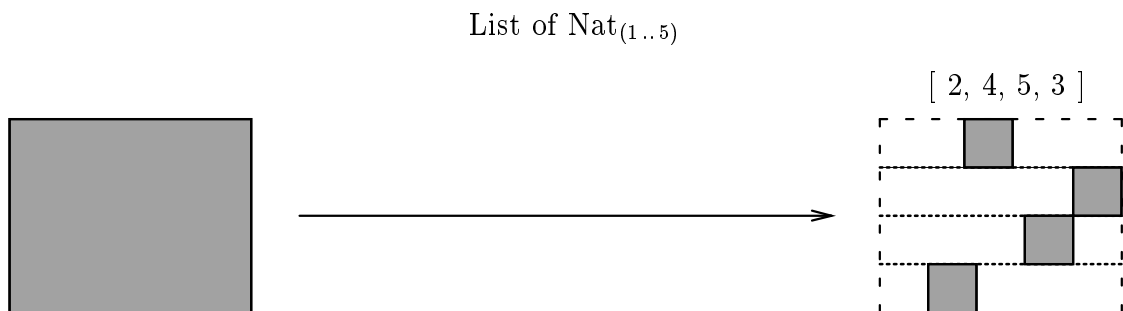 List of Nat(1..5)
[ 2, 4, 5, 3 ]